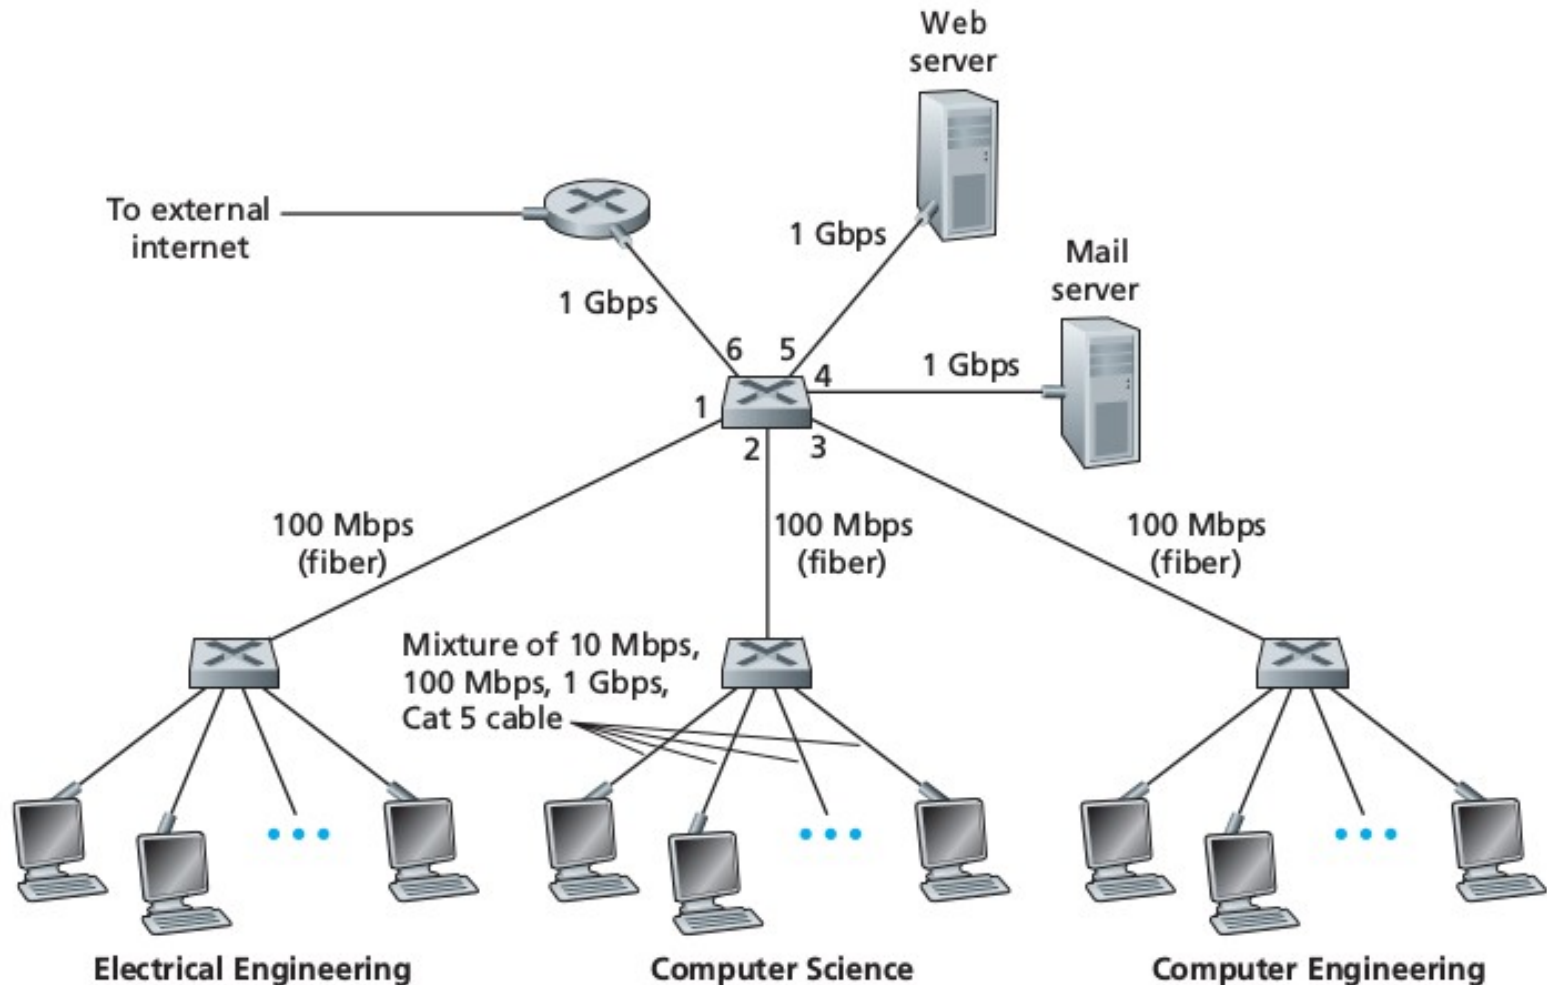 Web
server
To external
internet
1 Gbps
Mail
server
1 Gbps
6
5
4
1 Gbps
1
2
3
100 Mbps
(fiber)
100 Mbps
(fiber)
100 Mbps
(fiber)
Mixture of 10 Mbps,
100 Mbps, 1 Gbps,
Cat 5 cable
Electrical Engineering
Computer Science
Computer Engineering